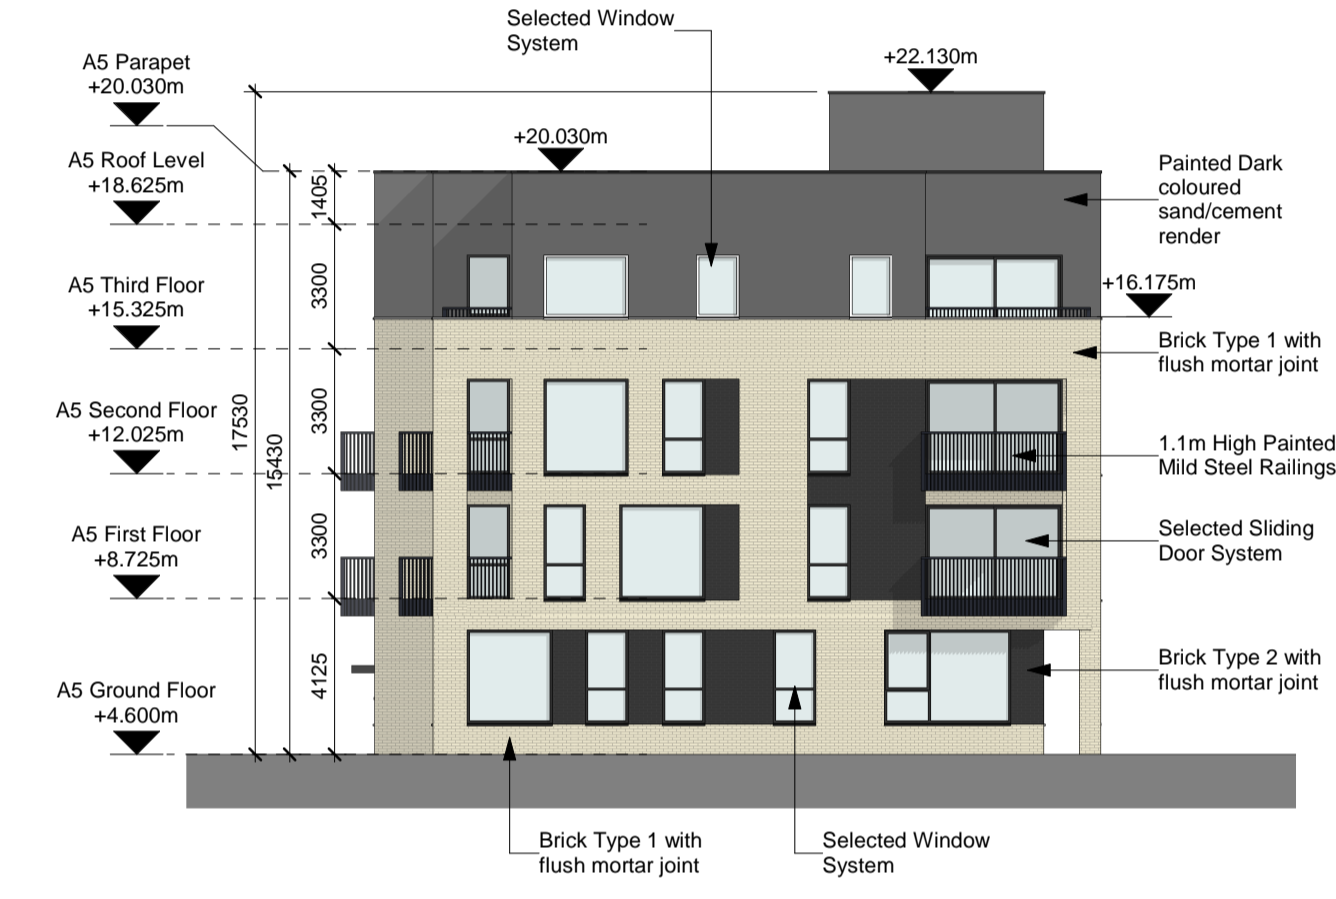 Selected Window
System
A5 Parapet
+20.030m
+22.130m
+20.030m
A5 Roof Level
+18.625m
1405
Painted Dark
coloured
sand/cement
render
A5 Third Floor
+15.325m
3300
+16.175m
Brick Type 1 with
flush mortar joint
A5 Second Floor
+12.025m
17530
15430
3300
1.1m High Painted
Mild Steel Railings
A5 First Floor
+8.725m
3300
Selected Sliding
Door System
A5 Ground Floor
+4.600m
4125
Brick Type 2 with
flush mortar joint
Brick Type 1 with
flush mortar joint
Selected Window
System